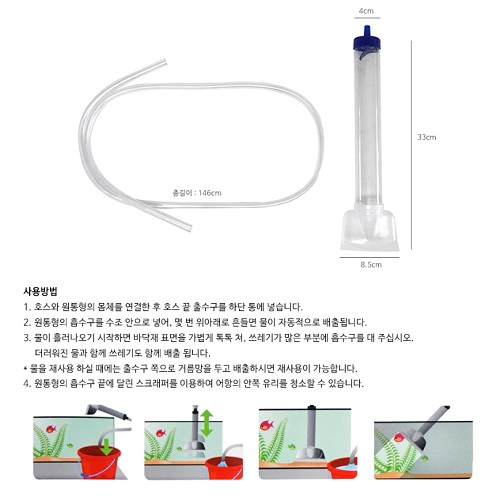 4cm
33cm
총길이 : 146cm
8.5cm
사용방법
1. 호스와 원통형의 몸체를 연결한 후 호스 끝 출수구를 하단 통에 넣습니다.
2. 원통형의 흡수구를 수조 안으로 넣어, 몇 번 위아래로 흔들면 물이 자동적으로 배출됩니다.
3. 물이 흘러나오기 시작하면 바닥재 표면을 가볍게 톡톡 쳐, 쓰레기가 많은 부분에 흡수구를 대 주십시오.
더러워진 물과 함께 쓰레기도 함께 배출 됩니다.
* 물을 재사용 하실 때에는 출수구 쪽으로 거름망을 두고 배출하시면 재사용이 가능합니다.
4. 원통형의 흡수구 끝에 달린 스크래퍼를 이용하여 어항의 안쪽 유리를 청소할 수 있습니다.